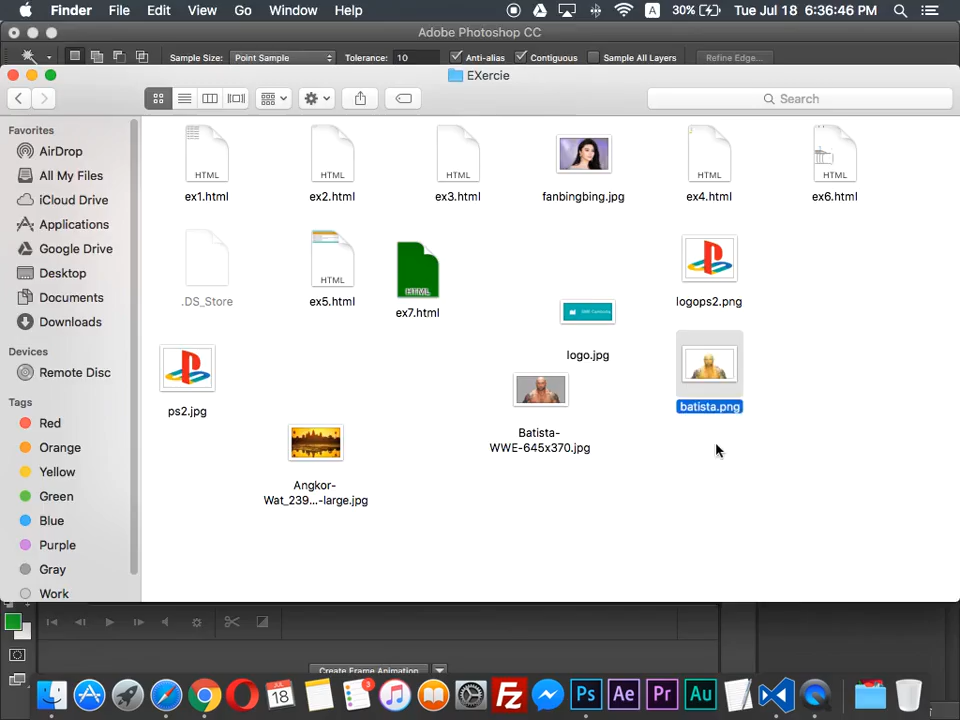 Finder File Edit View Go Window Help A 30% Tue Jul 18 6:36:46 PM
Adobe Photoshop CC
Sample Size: Point Sample Tolerance: 10 Anti-alias Contiguous Sample All Layers Refine Edge...
EXercie
Search
Favorites
AirDrop
All My Files
iCloud Drive
Applications
Google Drive
Desktop
Documents
Downloads
Devices
Remote Disc
Tags
Red
Orange
Yellow
Green
Blue
Purple
Gray
Work
HTML HTML HTML HTML HTML
ex1.html ex2.html ex3.html fanbingbing.jpg ex4.html ex6.html
HTML HTML
.DS_Store ex5.html ex7.html logops2.png
logo.jpg
ps2.jpg batista.png
Batista-
WWE-645x370.jpg
Angkor-
Wat_239...-large.jpg
Create Frame Animation
18 3 Fz Ps Ae Pr Au